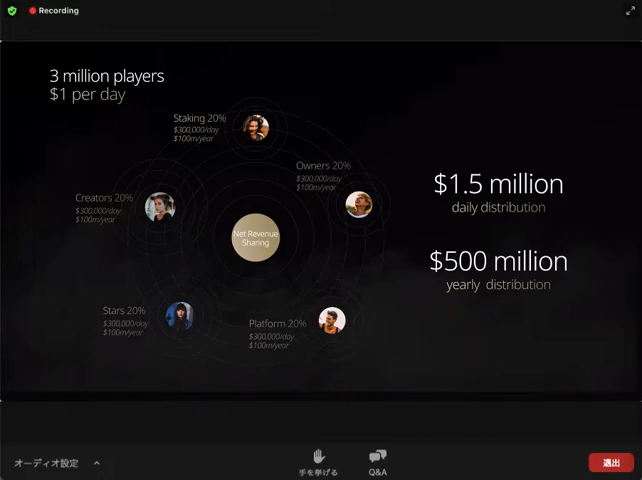 Recording
3 million players
$1 per day
Staking 20%
$300,000/day
$100m/year
Owners 20%
$300,000/day
$100m/year
Creators 20%
$300,000/day
$100m/year
Net Revenue
Sharing
$1.5 million
daily distribution
$500 million
yearly distribution
Stars 20%
$300,000/day
$100m/year
Platform 20%
$300,000/day
$100m/year
オーディオ設定
手を挙げる
Q&A
退出